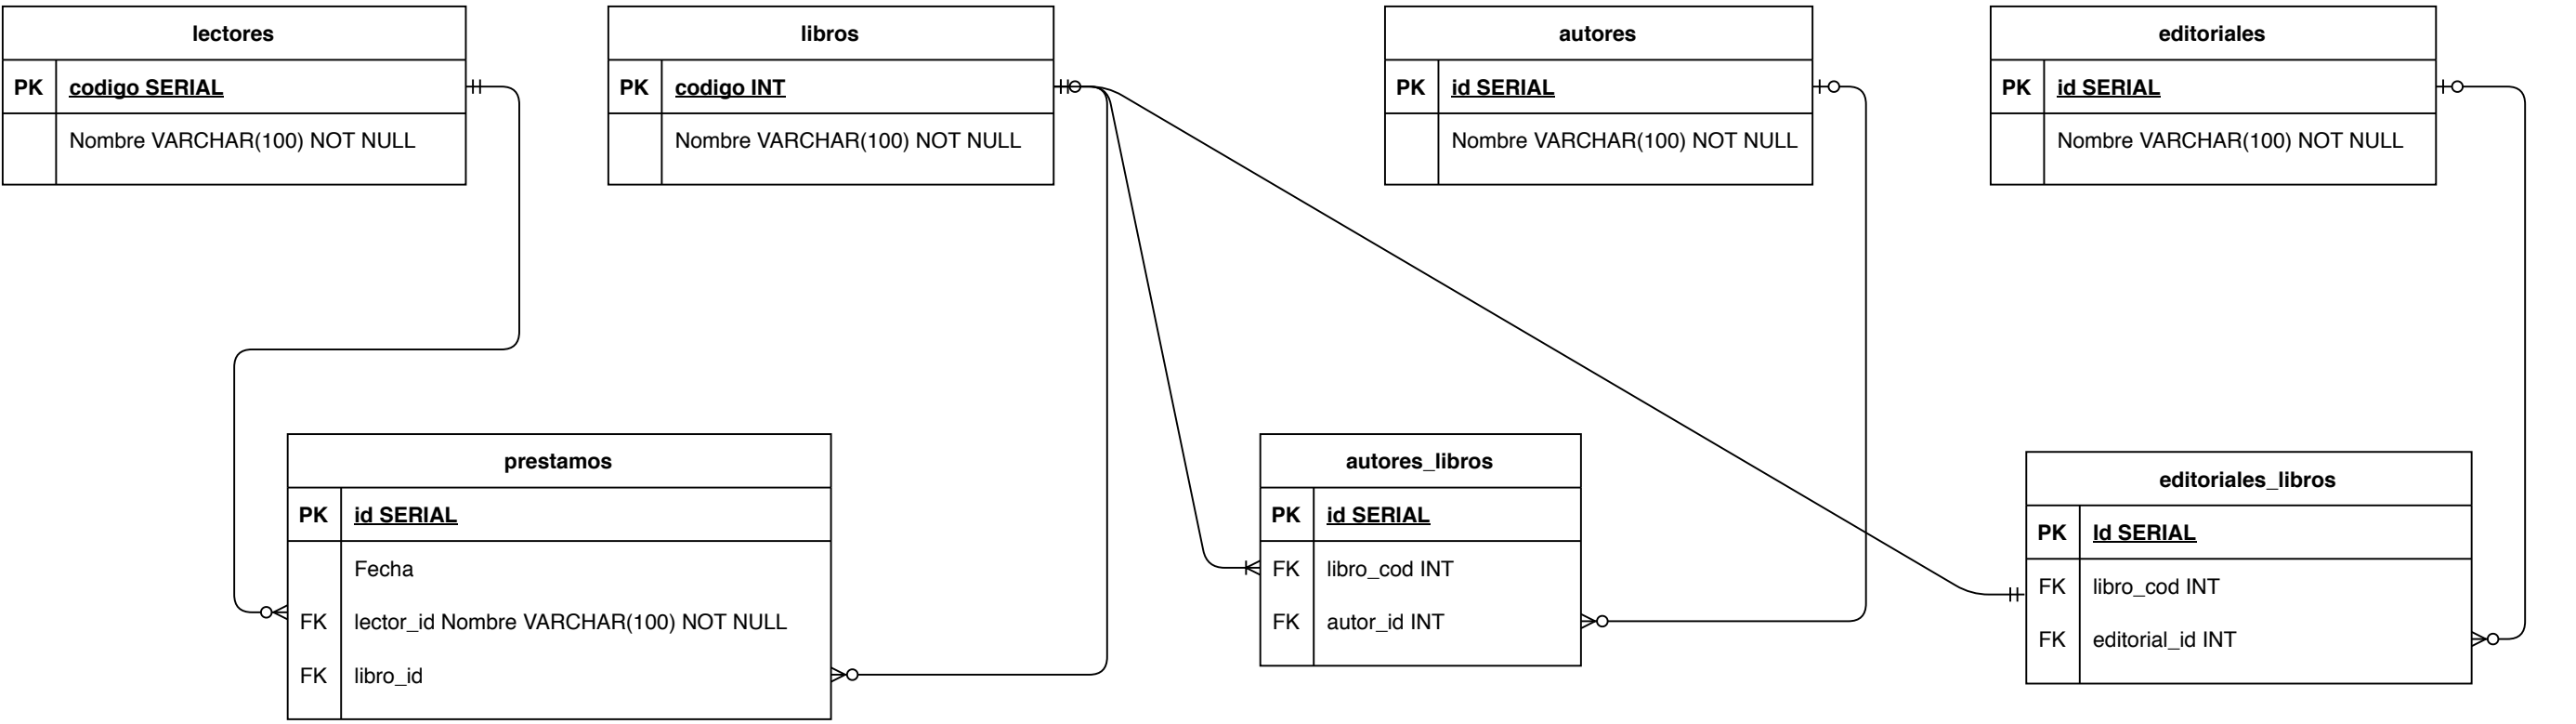 lectores
PK codigo SERIAL
Nombre VARCHAR(100) NOT NULL
libros
PK codigo INT
Nombre VARCHAR(100) NOT NULL
autores
PK id SERIAL
Nombre VARCHAR(100) NOT NULL
editoriales
PK id SERIAL
Nombre VARCHAR(100) NOT NULL
prestamos
PK id SERIAL
Fecha
FK lector_id Nombre VARCHAR(100) NOT NULL
FK libro_id
autores_libros
PK id SERIAL
FK libro_cod INT
FK autor_id INT
editoriales_libros
PK Id SERIAL
FK libro_cod INT
FK editorial_id INT